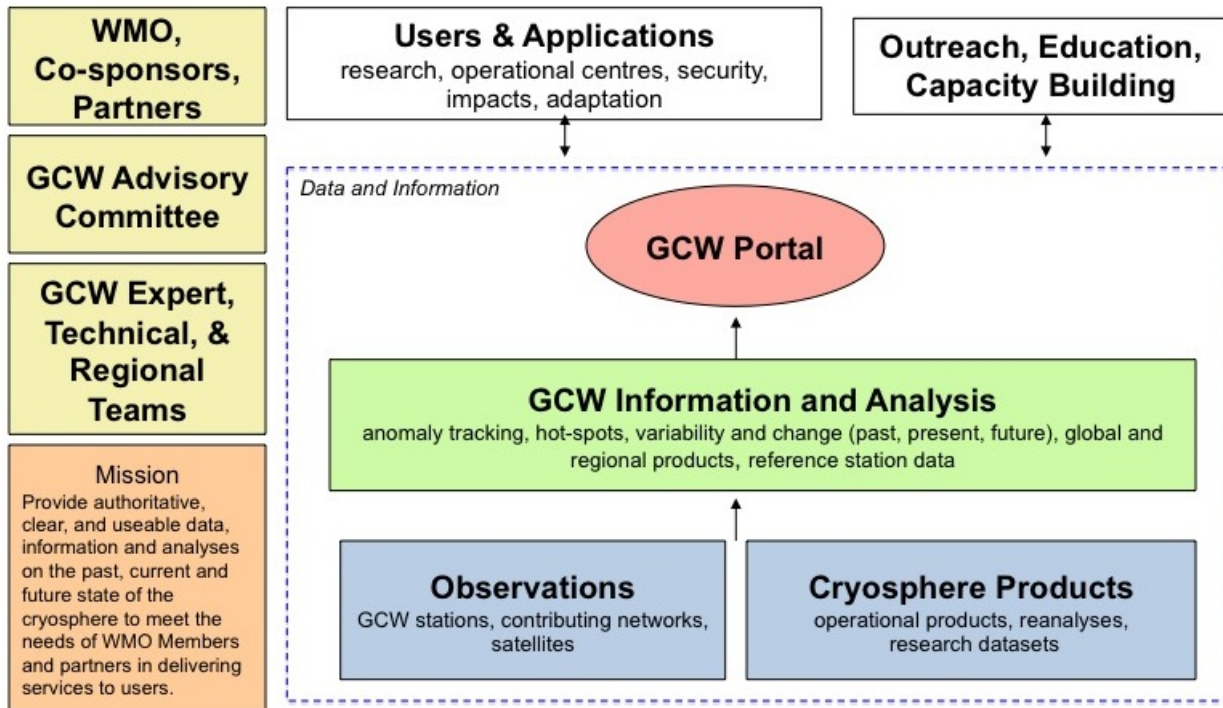 WMO,
Co-sponsors,
Partners
GCW Advisory
Committee
GCW Expert,
Technical, &
Regional
Teams
Mission
Provide authoritative,
clear, and useable data,
information and analyses
on the past, current and
future state of the
cryosphere to meet the
needs of WMO Members
and partners in delivering
services to users.
Users & Applications
research, operational centres, security,
impacts, adaptation
Outreach, Education,
Capacity Building
Data and Information
GCW Portal
GCW Information and Analysis
anomaly tracking, hot-spots, variability and change (past, present, future), global and
regional products, reference station data
Observations
GCW stations, contributing networks,
satellites
Cryosphere Products
operational products, reanalyses,
research datasets